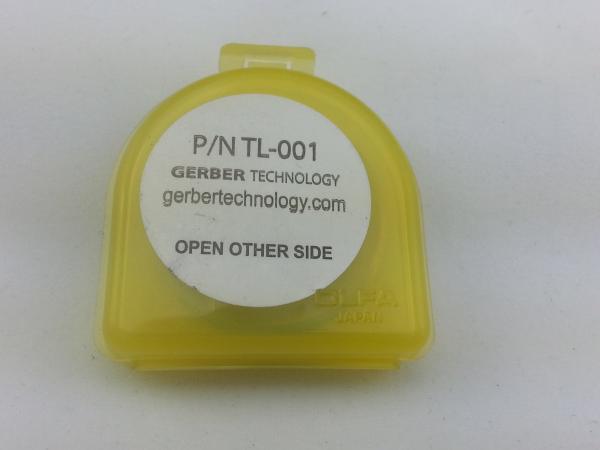 P/N TL-001
GERBER TECHNOLOGY
gerbertechnology.com
OPEN OTHER SIDE
OLFA
JAPAN